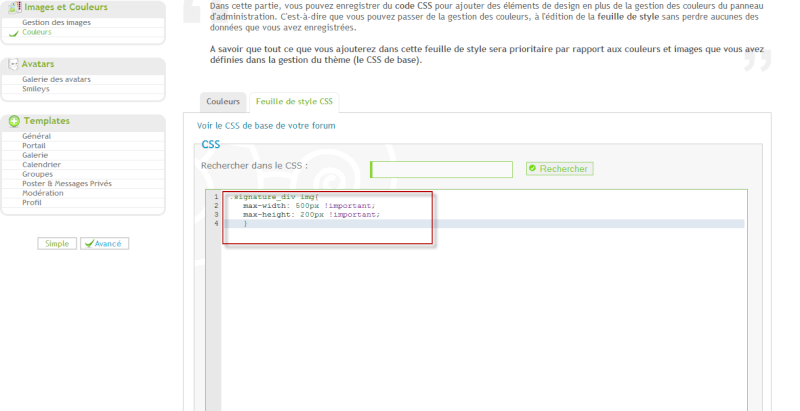 Images et Couleurs
Gestion des images
Couleurs
Avatars
Galerie des avatars
Smileys
Templates
Général
Portail
Galerie
Calendrier
Groupes
Poster & Messages Privés
Modération
Profil
Simple
Avancé
Dans cette partie, vous pouvez enregistrer du code CSS pour ajouter des éléments de design en plus de la gestion des couleurs du panneau
d'administration. C'est-à-dire que vous pouvez passer de la gestion des couleurs, à l'édition de la feuille de style sans perdre aucunes des
données que vous avez enregistrées.
A savoir que tout ce que vous ajouterez dans cette feuille de style sera prioritaire par rapport aux couleurs et images que vous avez
définies dans la gestion du thème (le CSS de base).
Couleurs
Feuille de style CSS
Voir le CSS de base de votre forum
CSS
Rechercher dans le CSS :
Rechercher
1 .signature_div img{
2 max-width: 500px !important;
3 max-height: 200px !important;
4 }